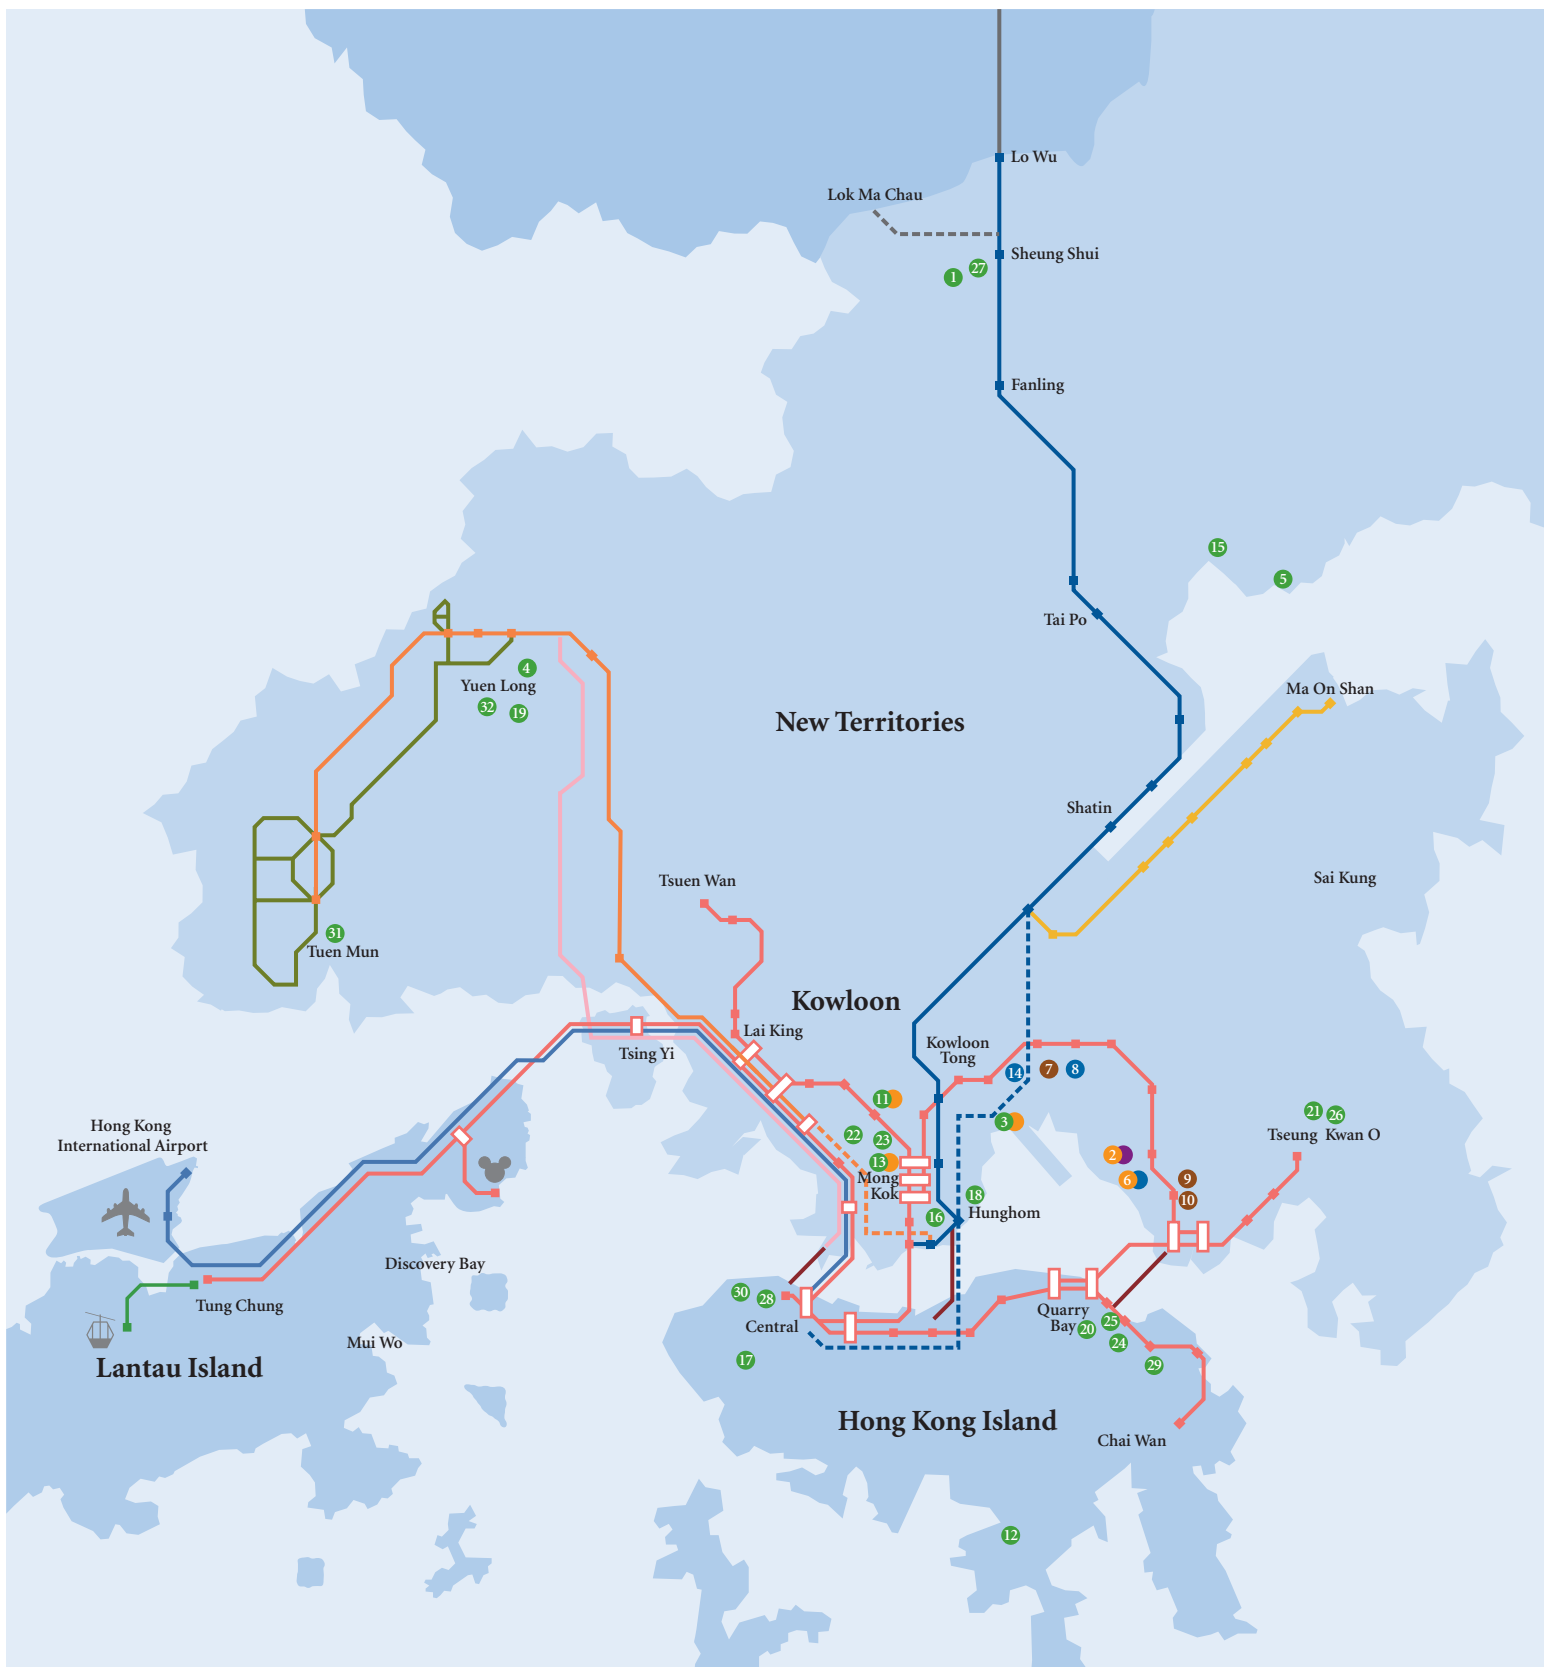 Lo Wu
Lok Ma Chau
Sheung Shui
27
1
Fanling
15
5
Tai Po
4
Yuen Long
32
19
Ma On Shan
New Territories
Shatin
Tsuen Wan
Sai Kung
31
Tuen Mun
Kowloon
Lai King
Kowloon
Tong
Tsing Yi
14
7
8
11
3
21
26
Hong Kong
International Airport
22
23
Tseung Kwan O
13
2
Mong
Kok
6
9
10
18
16
Hunghom
Discovery Bay
30
28
Tung Chung
Central
Quarry
Bay
20
25
24
Mui Wo
17
29
Lantau Island
Hong Kong Island
Chai Wan
12